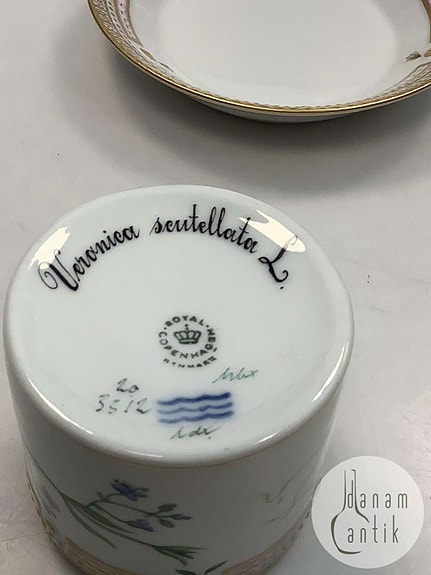 Veronica scutellata L.
ROYAL
COPENHAGEN
DENMARK
20
3512
danam
antik